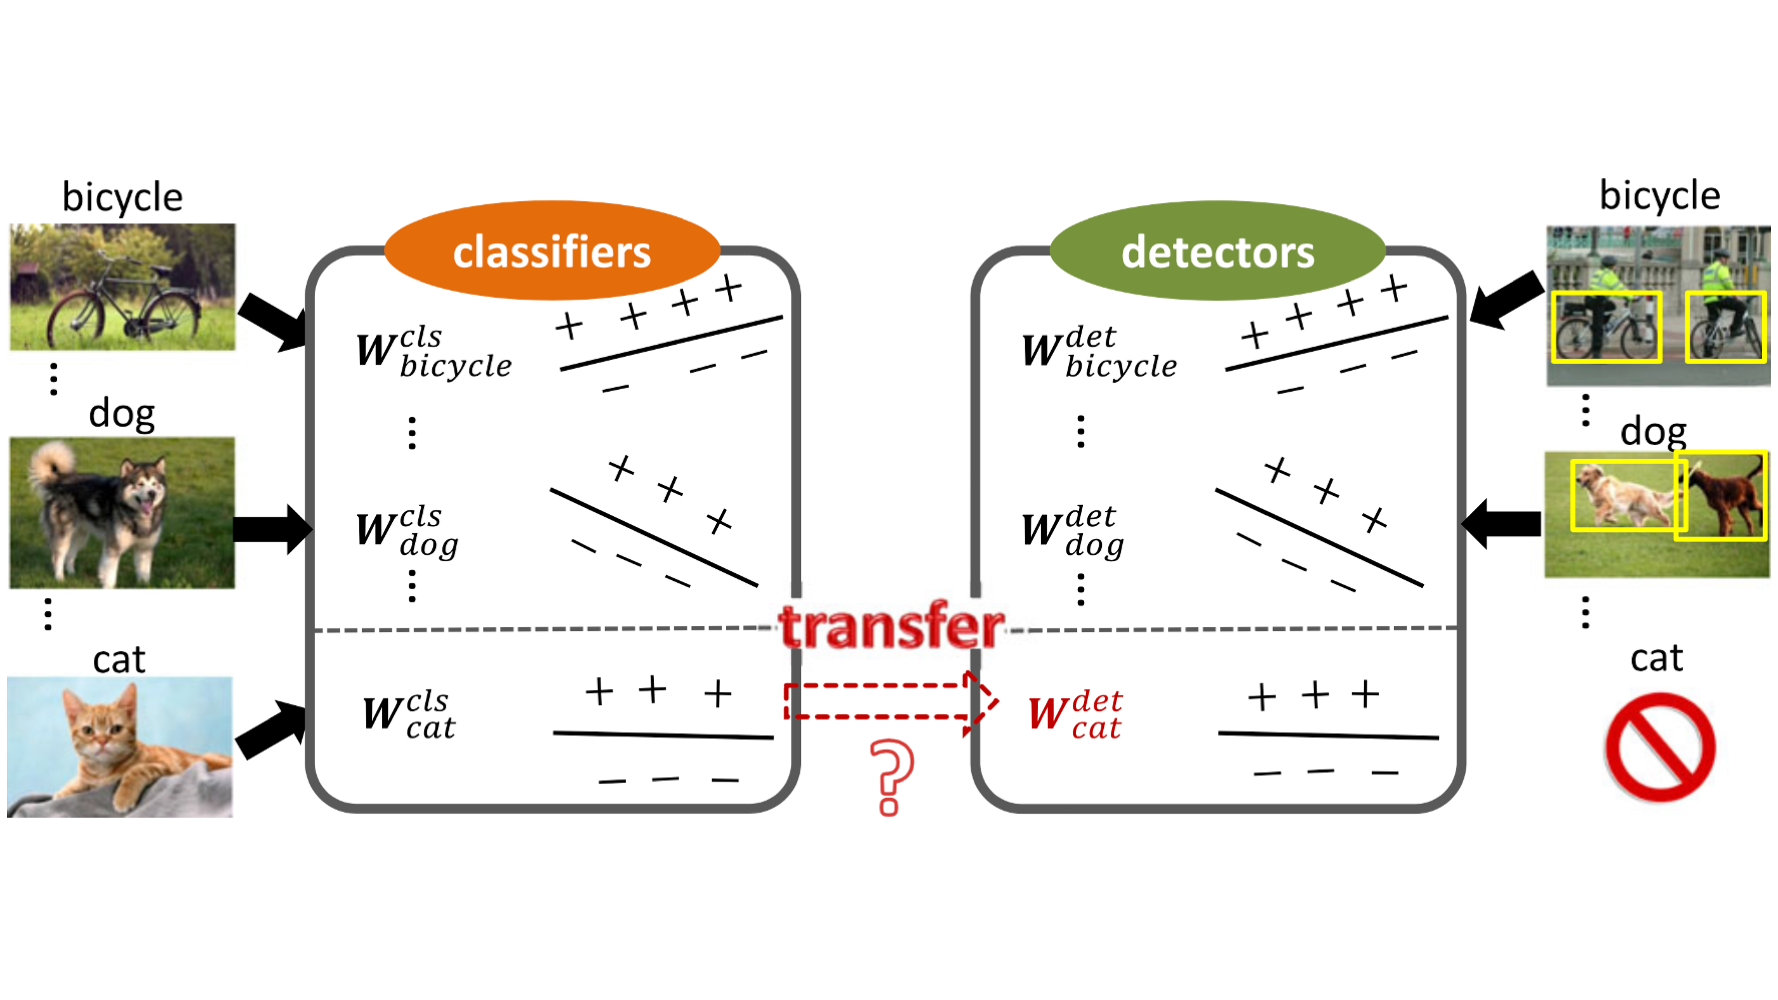 bicycle
dog
cat
classifiers
W^{cls}_{bicycle}
+ + + +
— — —
⋮
W^{cls}_{dog}
+ + +
— — —
⋮
W^{cls}_{cat}
+ + +
— — —
transfer
?
detectors
W^{det}_{bicycle}
+ + + +
— — —
⋮
W^{det}_{dog}
+ + +
— — —
⋮
W^{det}_{cat}
+ + +
— — —
bicycle
dog
cat